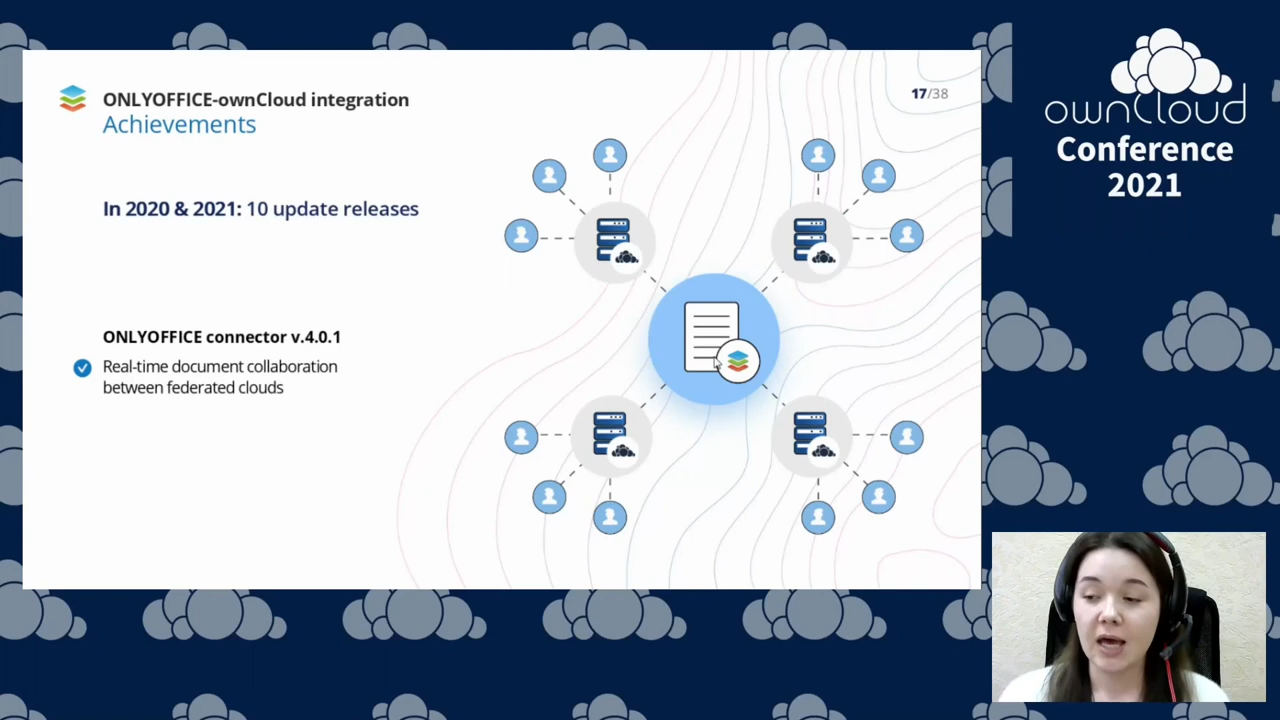 ONLYOFFICE-ownCloud integration
Achievements
17/38
In 2020 & 2021: 10 update releases
ONLYOFFICE connector v.4.0.1
Real-time document collaboration
between federated clouds
ownCloud
Conference
2021